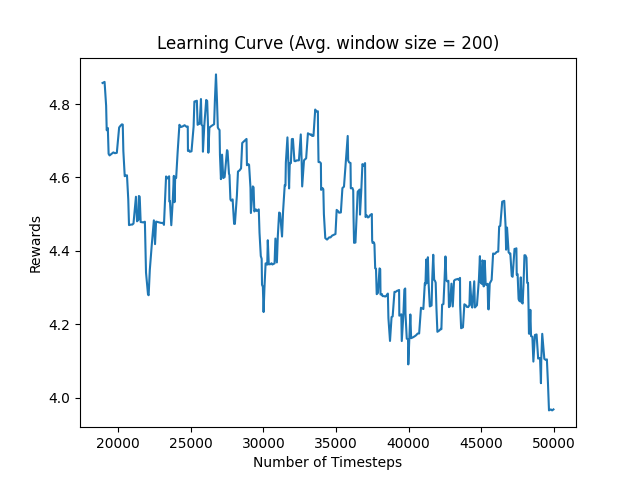 Learning Curve (Avg. window size = 200)
4.8
4.6
4.4
4.2
4.0
Rewards
20000 25000 30000 35000 40000 45000 50000
Number of Timesteps